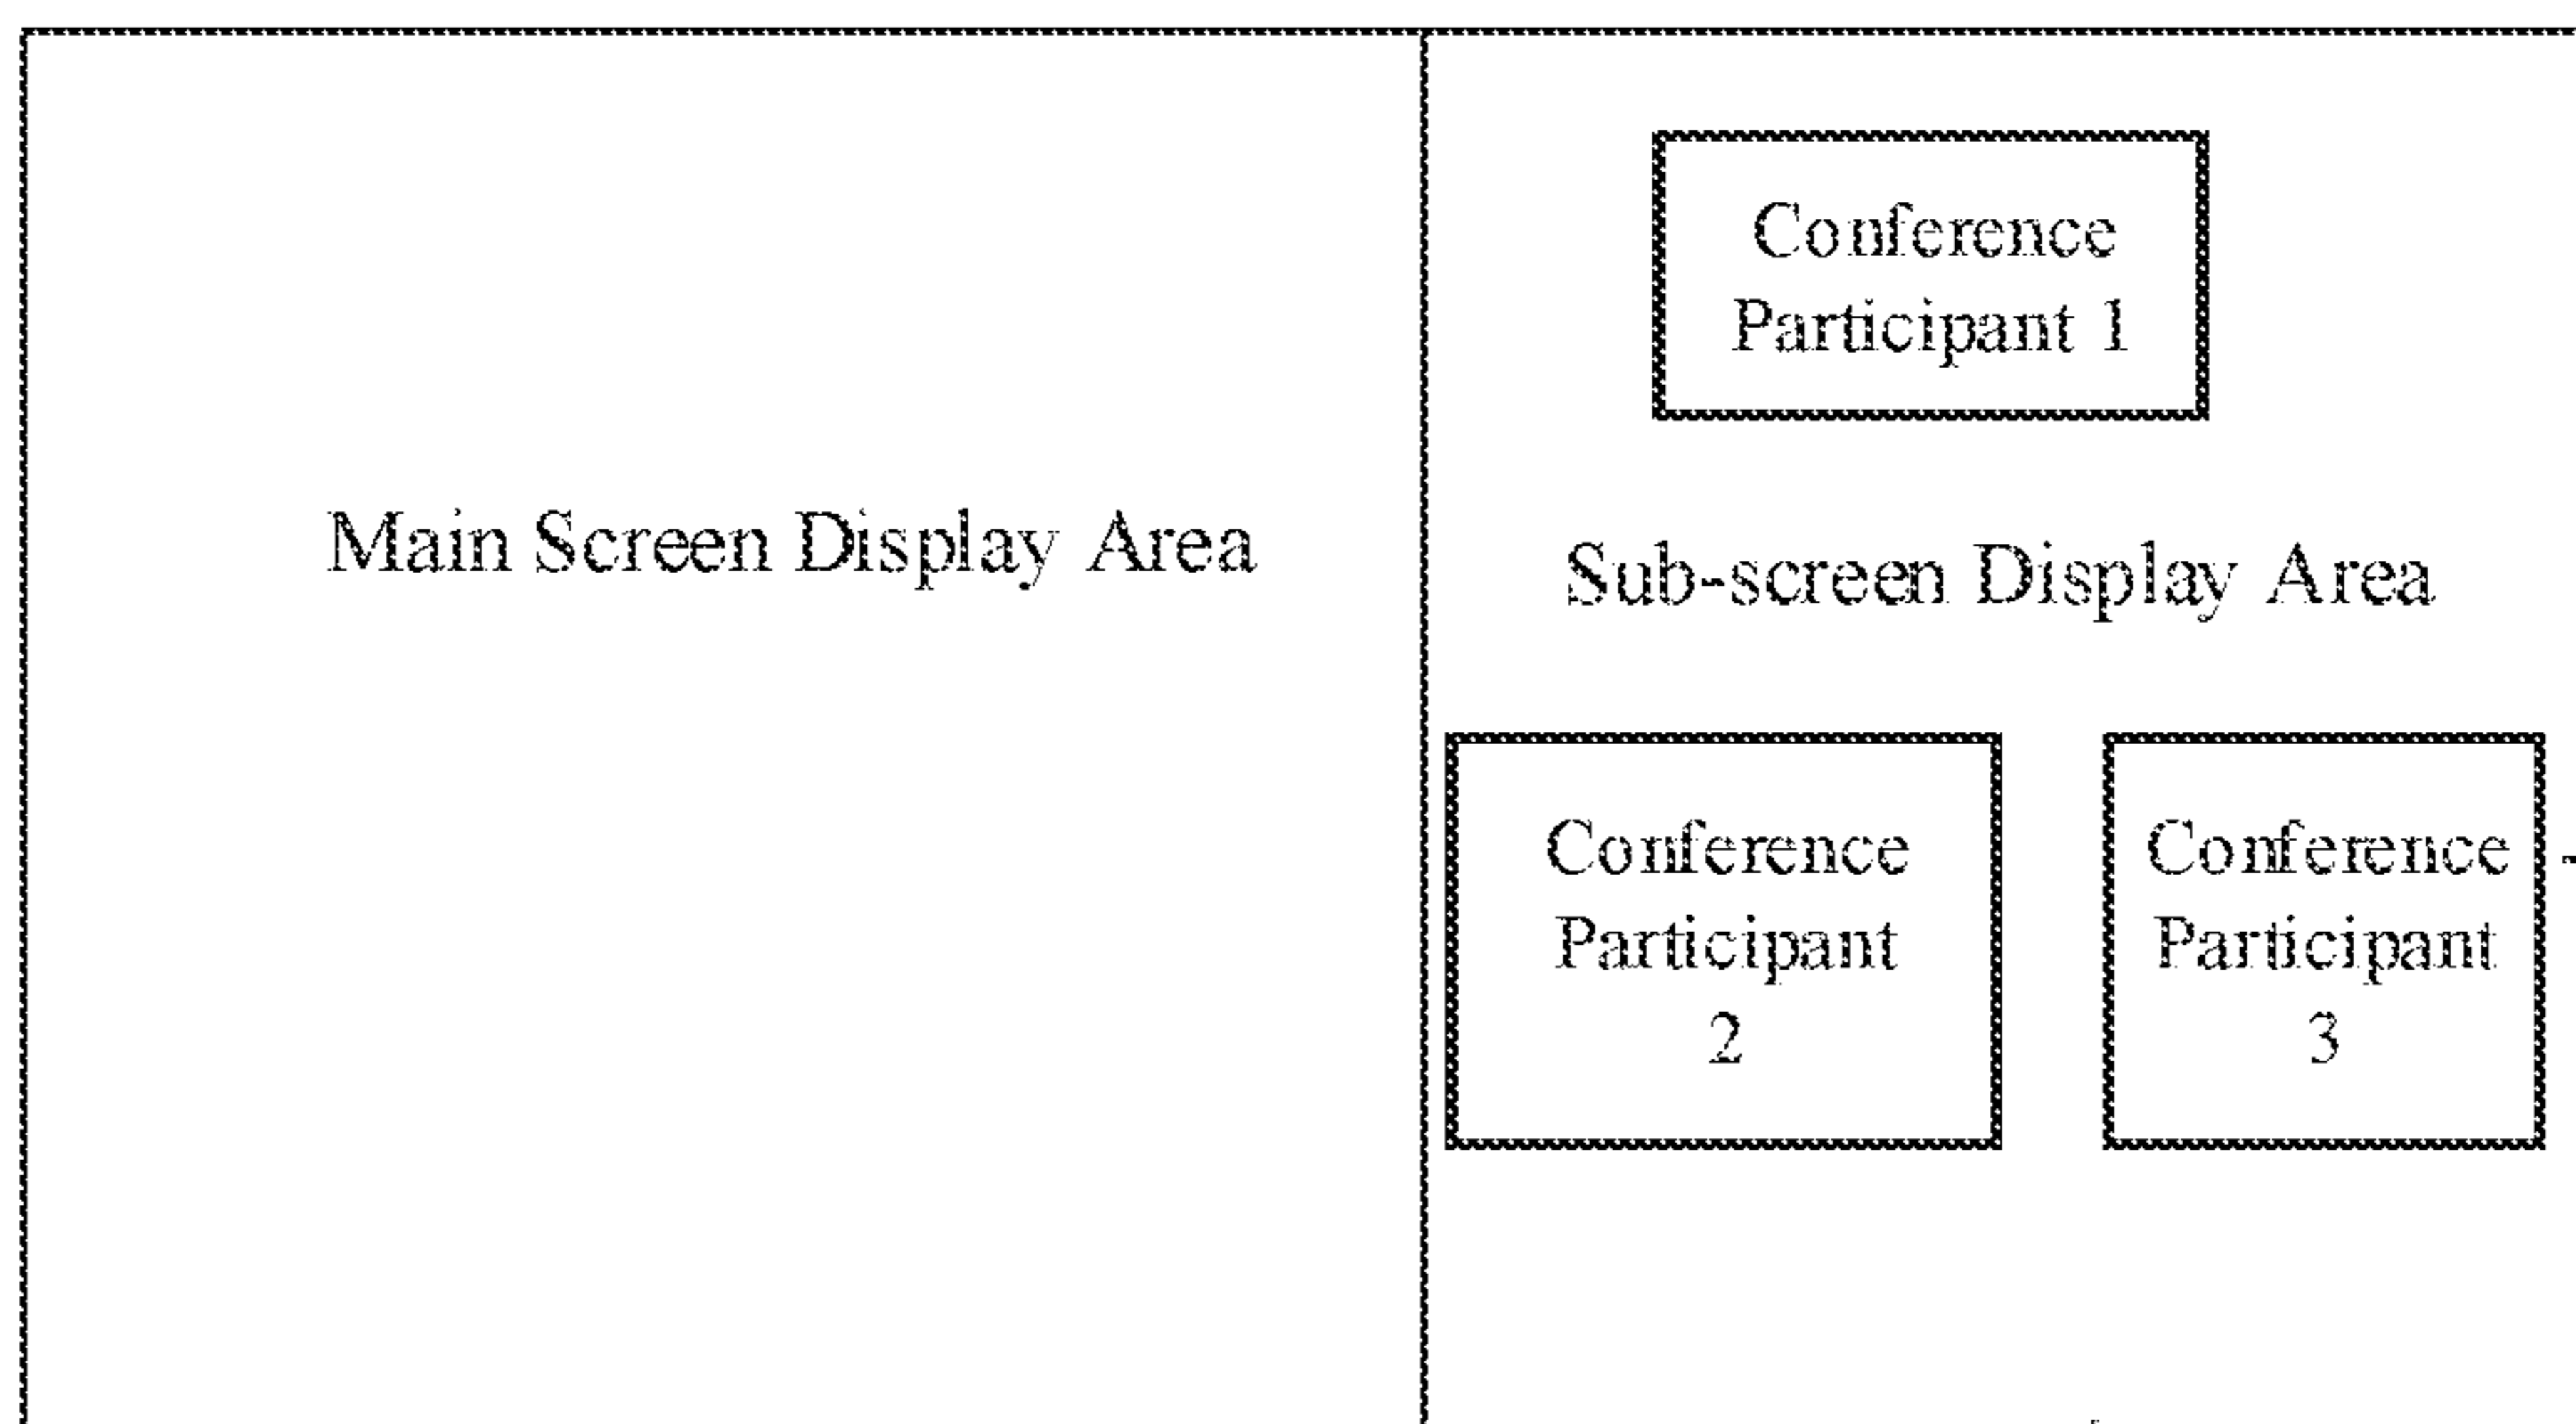 Main Screen Display Area
Conference
Participant 1
Sub-screen Display Area
Conference
Participant
2
Conference
Participant
3